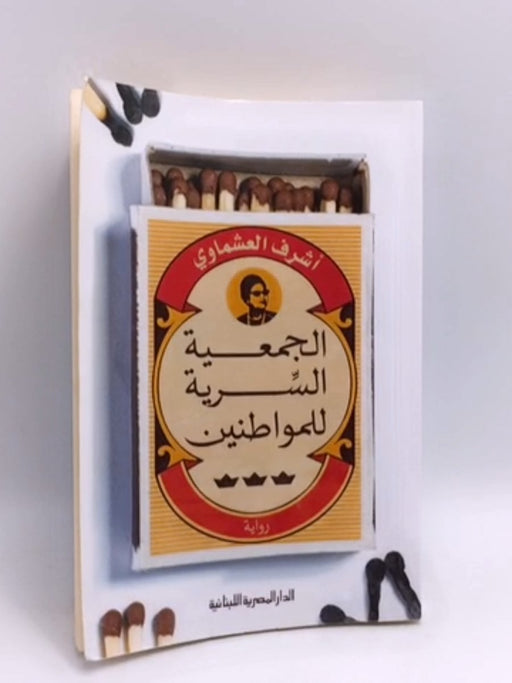 أشرف العشماوي
الجمعية
السرية
للمواطنين
رواية
الدار المصرية اللبنانية